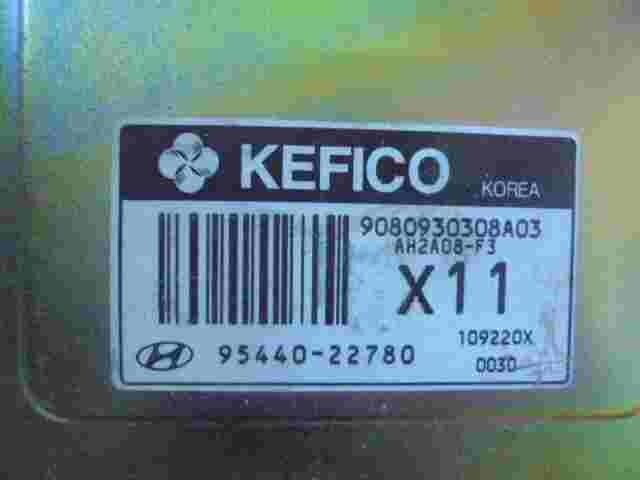 KEFICO KOREA
9080930308A03
AH2A08-F3
X11
109220X
95440-22780
0030